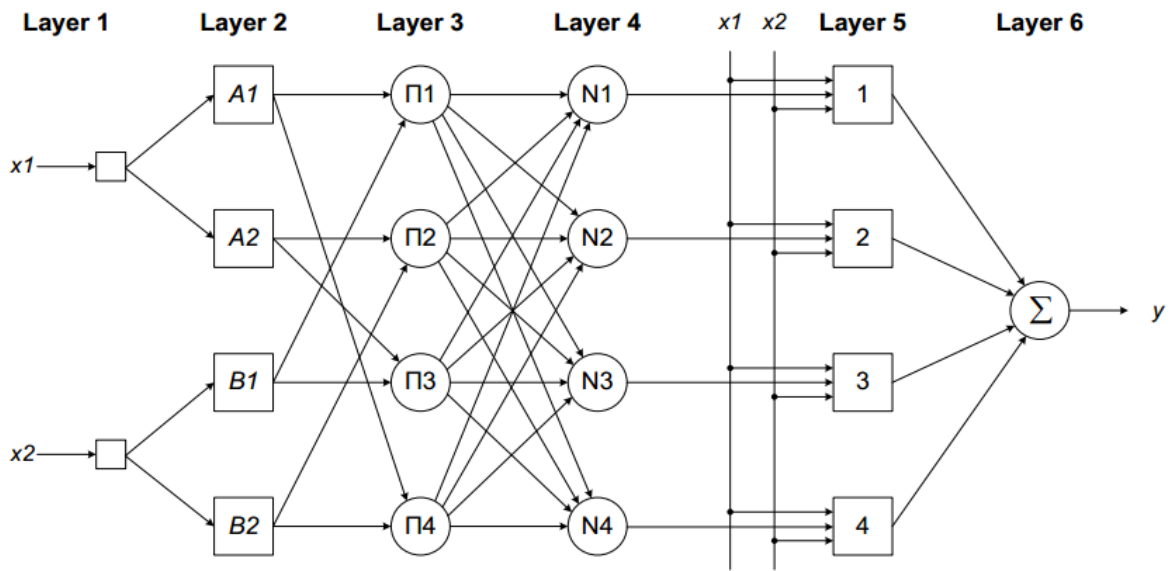 Layer 1 Layer 2 Layer 3 Layer 4 x1 x2 Layer 5 Layer 6
A1 Π1 N1 1
x1
A2 Π2 N2 2
Σ y
B1 Π3 N3 3
x2
B2 Π4 N4 4